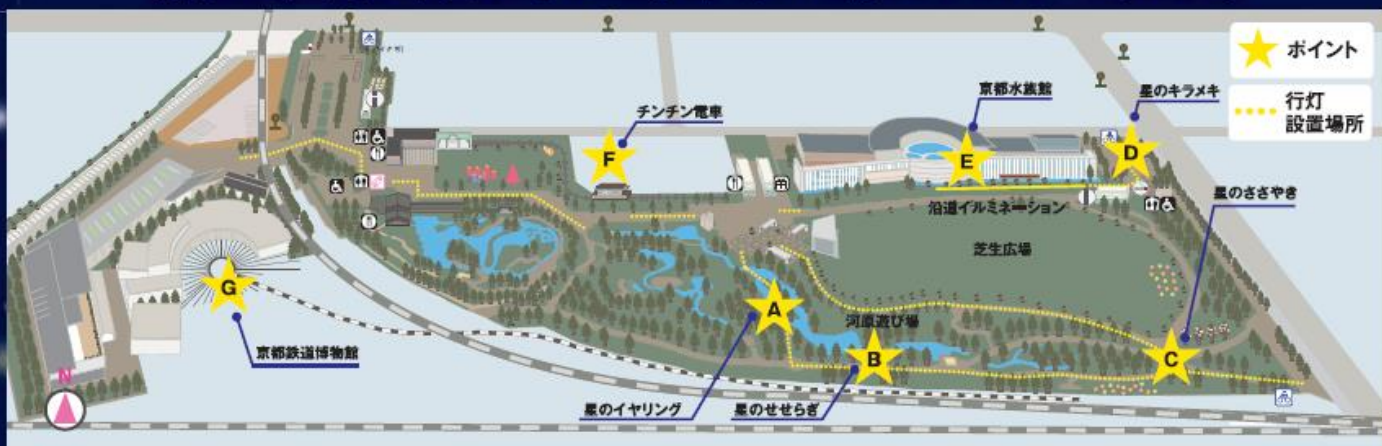 ポイント
行灯
設置場所
京都水族館
星のキラメキ
チンチン電車
F
E
D
沿道イルミネーション
星のささやき
芝生広場
G
A
河原遊び場
B
C
京都鉄道博物館
N
星のイヤリング
星のせせらぎ